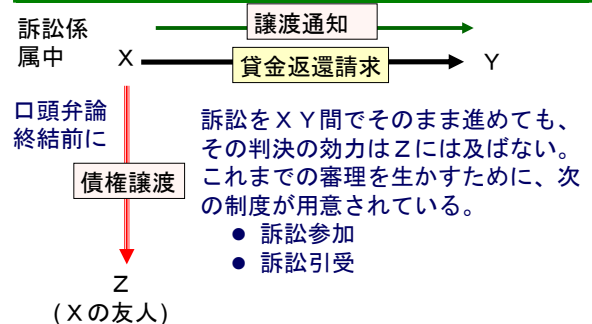 訴訟係属中
譲渡通知
X
貸金返還請求
Y
口頭弁論
終結前に
債権譲渡
訴訟をXY間でそのまま進めても、
その判決の効力はZには及ばない。
これまでの審理を生かすために、次
の制度が用意されている。
● 訴訟参加
● 訴訟引受
Z
(Xの友人)